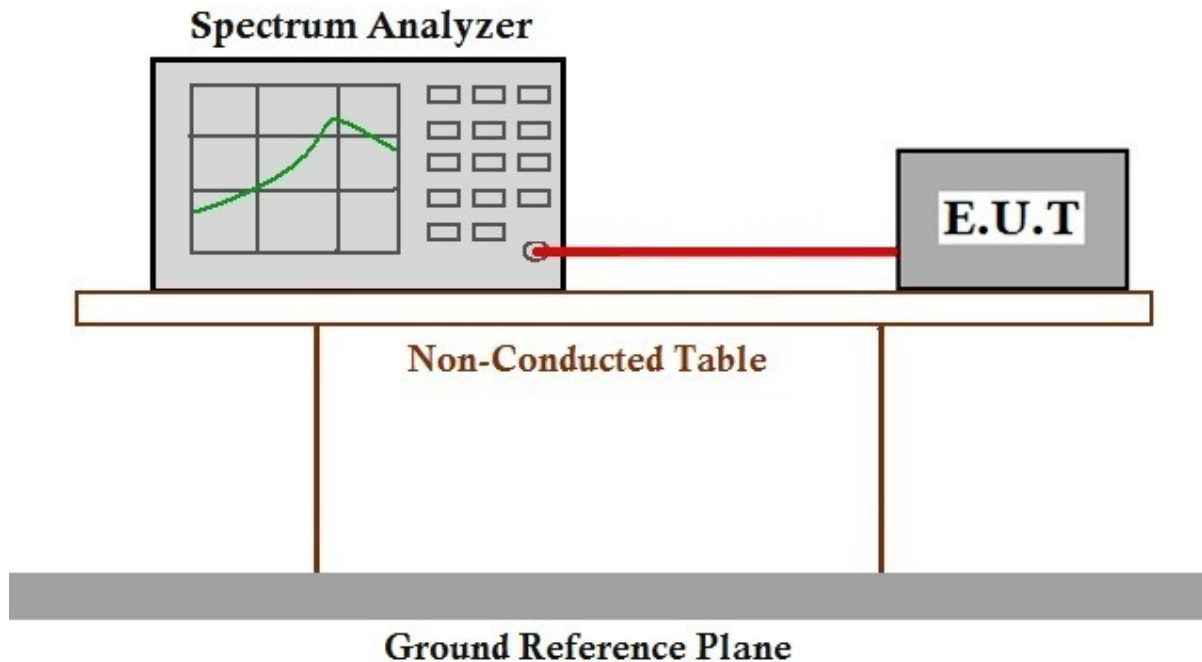 Spectrum Analyzer
E.U.T
Non-Conducted Table
Ground Reference Plane